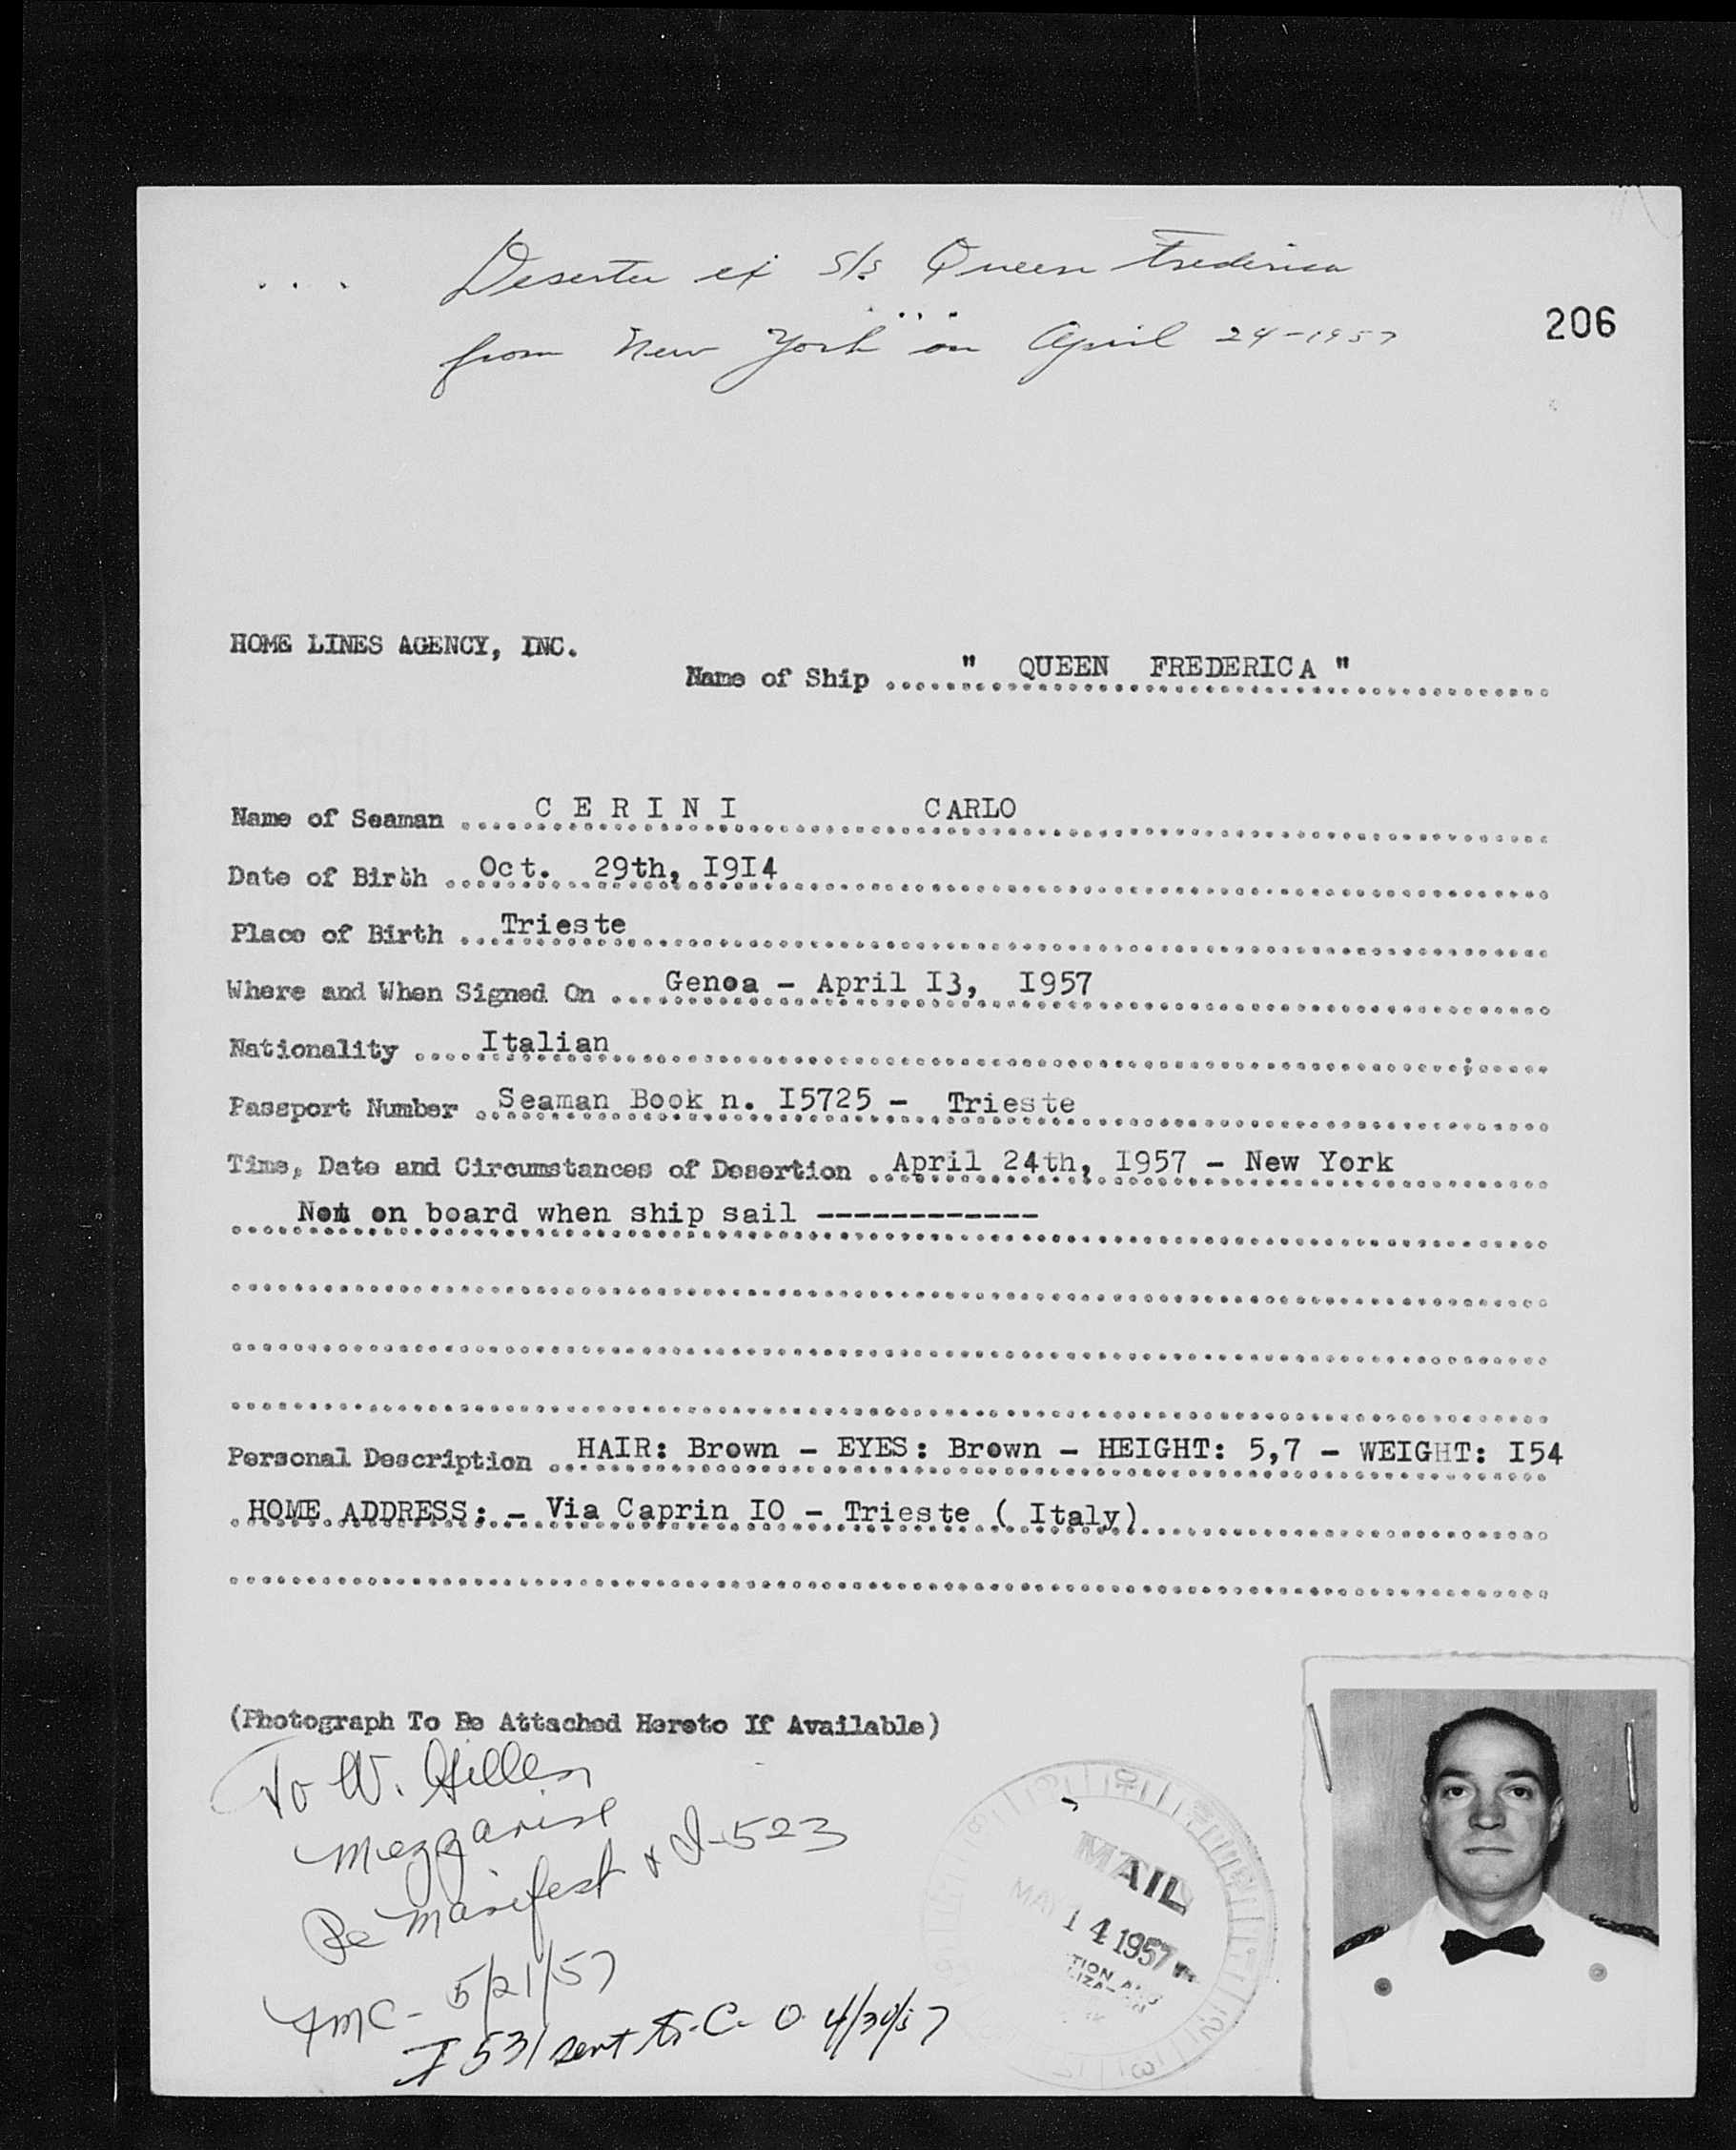 Deserter ex S/S Queen Frederica
from New York on April 24-1957
206
HOME LINES AGENCY, INC.
Name of Ship " QUEEN FREDERICA "
Name of Seaman C E R I N I CARLO
Date of Birth Oct. 29th, I9I4
Place of Birth Trieste
Where and When Signed On Genoa - April I3, I957
Nationality Italian
Passport Number Seaman Book n. I5725 - Trieste
Time, Date and Circumstances of Desertion April 24th, I957 - New York
Not on board when ship sail ------------
Personal Description HAIR: Brown - EYES: Brown - HEIGHT: 5,7 - WEIGHT: I54
HOME ADDRESS: - Via Caprin IO - Trieste ( Italy)
(Photograph To Be Attached Hereto If Available)
To W.
Re Manifest & I-523
5/21/57
I 531 sent to C. O. 4/30/57
MAIL
MAY 14 1957